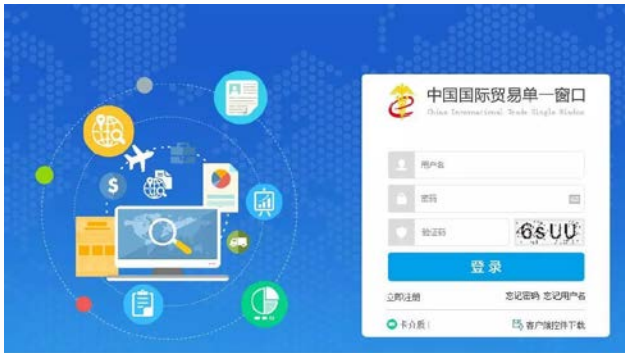 中国国际贸易单一窗口
China International Trade Single Window
用户名
密码
验证码
6sUU
登录
立即注册 忘记密码 忘记用户名
卡介质 | 客户端控件下载
$